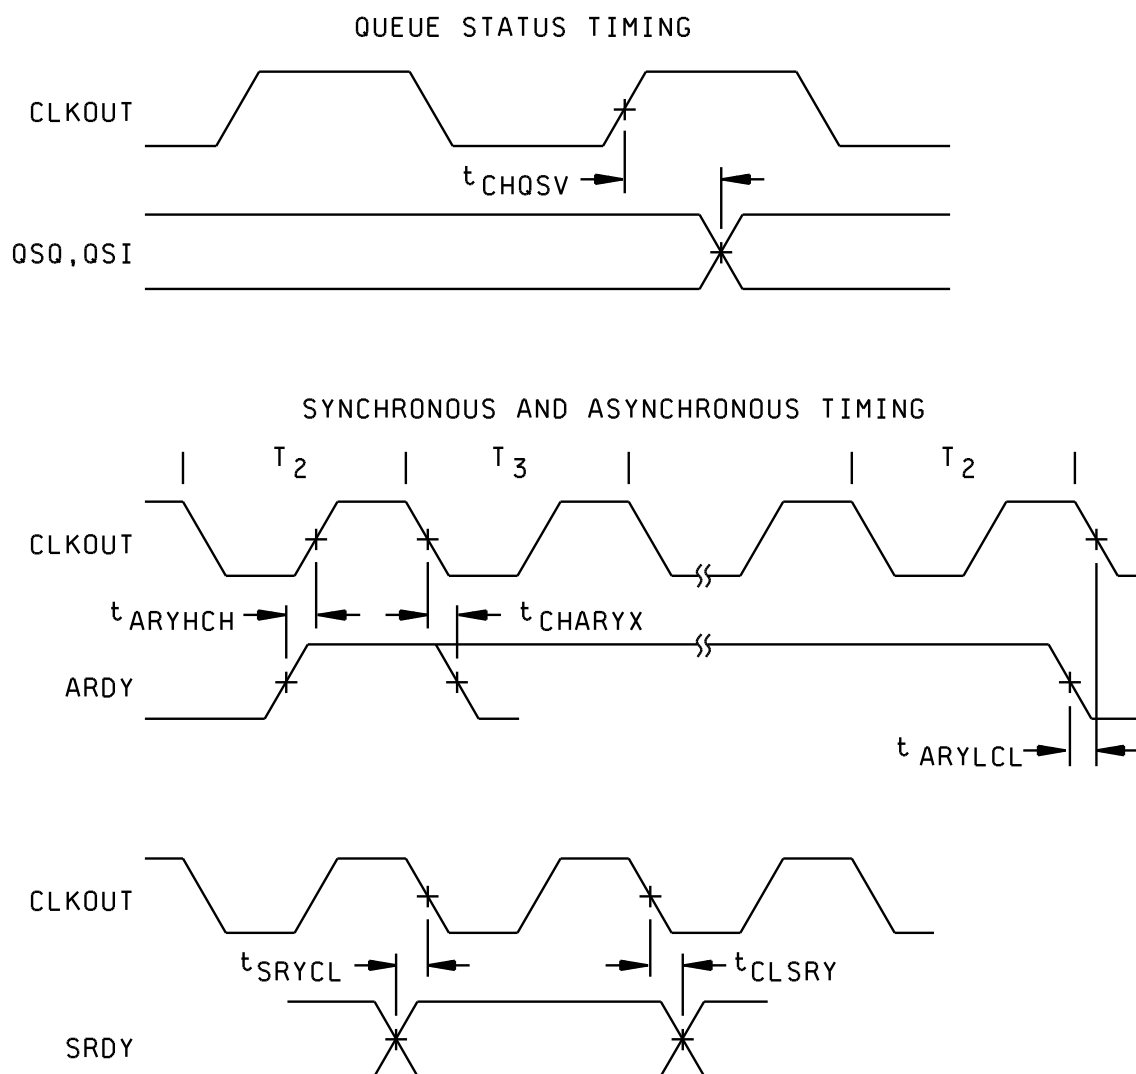 QUEUE STATUS TIMING
CLKOUT
tCHQSV
QSQ,QSI
SYNCHRONOUS AND ASYNCHRONOUS TIMING
T2 T3 T2
CLKOUT
tARYHCH tCHARYX
ARDY
tARYLCL
CLKOUT
tSRYCL tCLSRY
SRDY